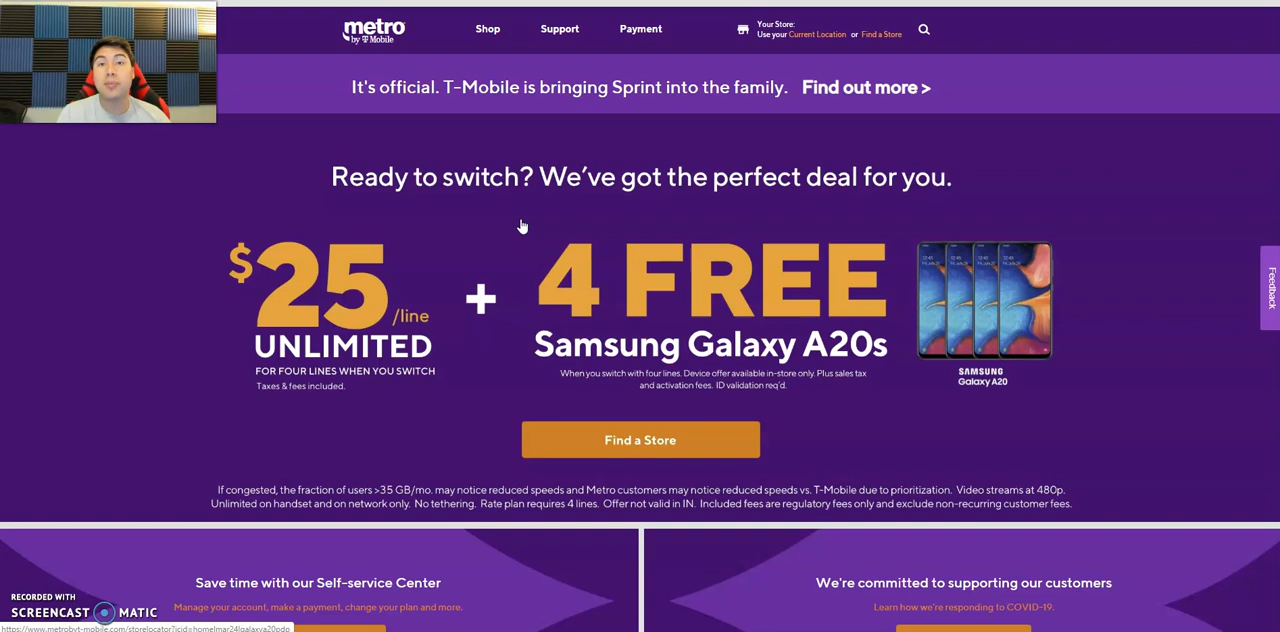 metro
by T Mobile
Shop
Support
Payment
Your Store:
Use your Current Location or Find a Store
It's official. T-Mobile is bringing Sprint into the family. Find out more >
Ready to switch? We've got the perfect deal for you.
$25/line
UNLIMITED
FOR FOUR LINES WHEN YOU SWITCH
Taxes & fees included.
+
4 FREE
Samsung Galaxy A20s
When you switch with four lines. Device offer available in-store only. Plus sales tax
and activation fees. ID validation req'd.
SAMSUNG
Galaxy A20
Feedback
Find a Store
If congested, the fraction of users >35 GB/mo. may notice reduced speeds and Metro customers may notice reduced speeds vs. T-Mobile due to prioritization. Video streams at 480p.
Unlimited on handset and on network only. No tethering. Rate plan requires 4 lines. Offer not valid in IN. Included fees are regulatory fees only and exclude non-recurring customer fees.
Save time with our Self-service Center
Manage your account, make a payment, change your plan and more.
We're committed to supporting our customers
Learn how we're responding to COVID-19.
RECORDED WITH
SCREENCAST MATIC